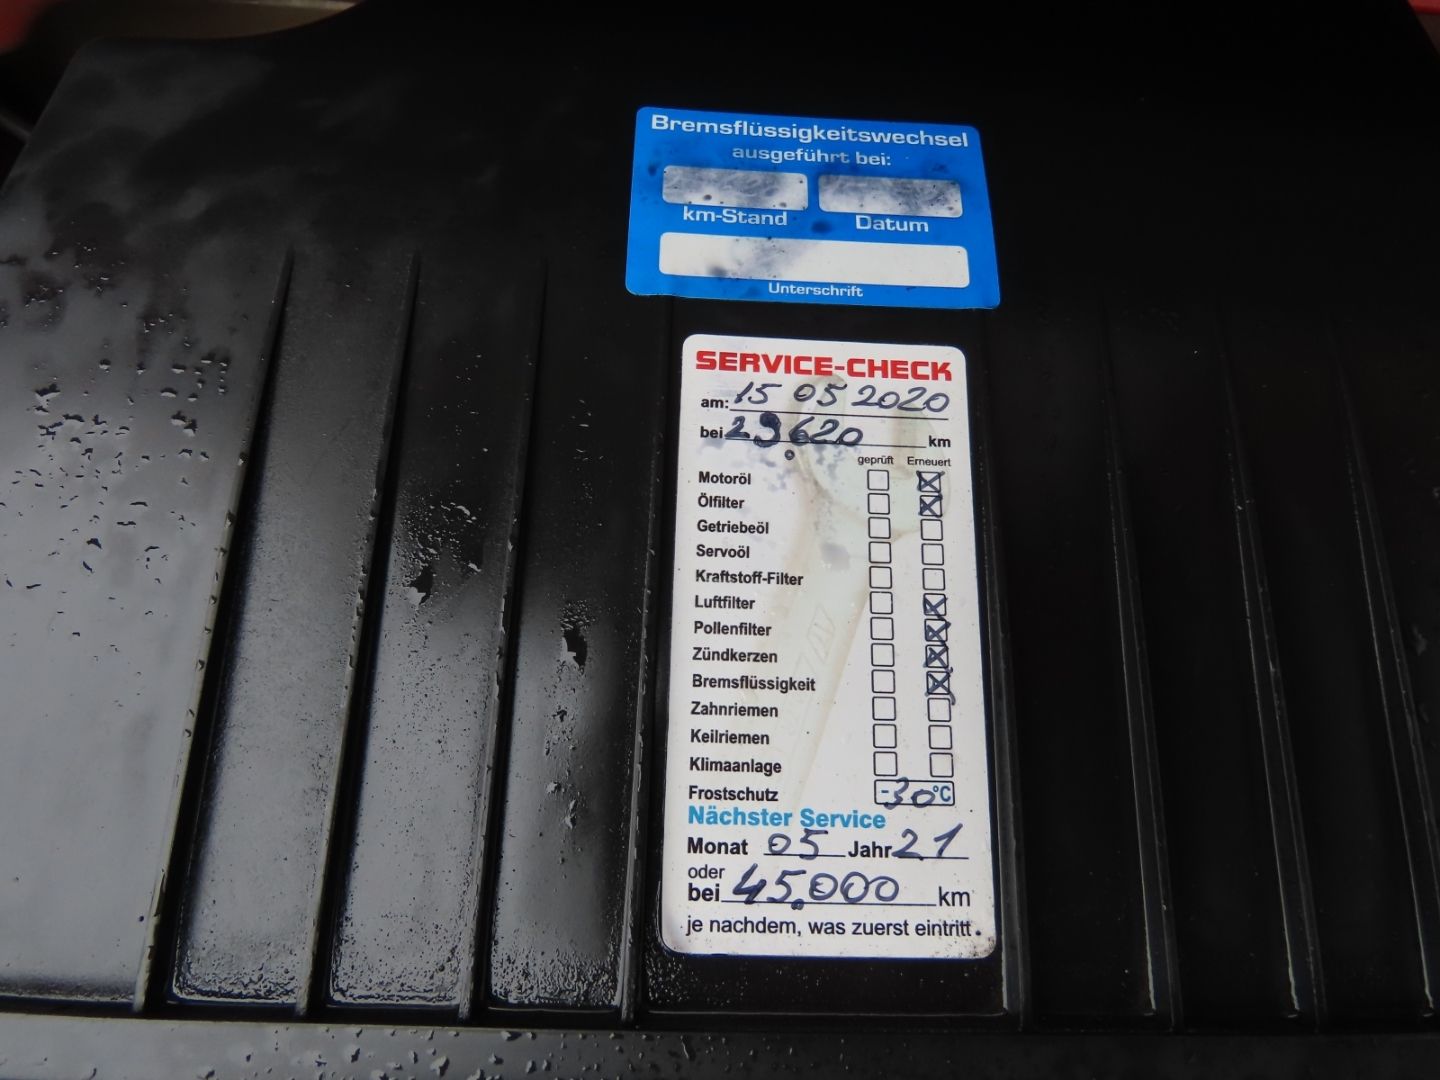 Bremsflüssigkeitswechsel
ausgeführt bei:
km-Stand Datum
Unterschrift
SERVICE-CHECK
am: 15 05 2020
bei 29.620 km
geprüft Erneuert
Motoröl
Ölfilter
Getriebeöl
Servoöl
Kraftstoff-Filter
Luftfilter
Pollenfilter
Zündkerzen
Bremsflüssigkeit
Zahnriemen
Keilriemen
Klimaanlage
Frostschutz -30°C
Nächster Service
Monat 05 Jahr 21
oder
bei 45.000 km
je nachdem, was zuerst eintritt.